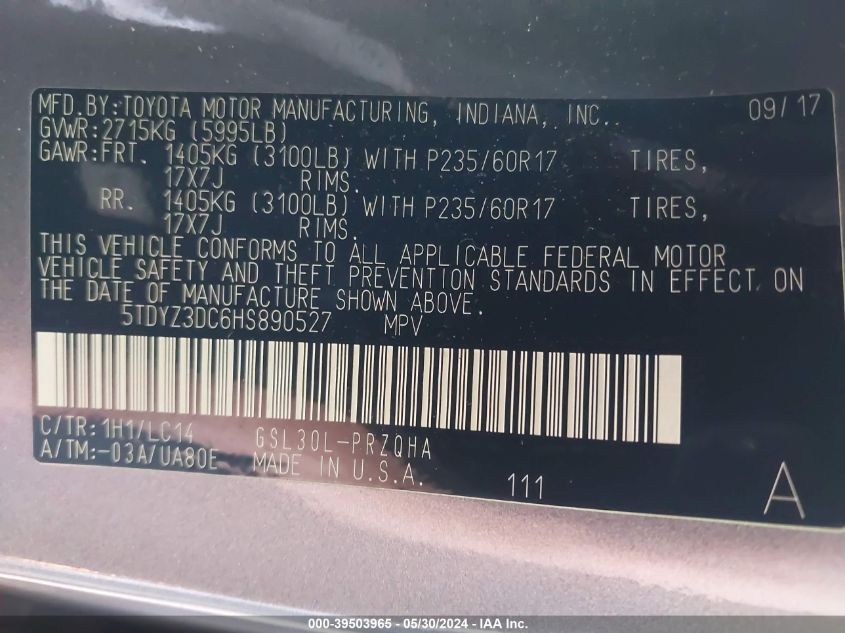 MFD.BY:TOYOTA MOTOR MANUFACTURING, INDIANA, INC. 09/17
GVWR:2715KG (5995LB)
GAWR:FRT. 1405KG (3100LB) WITH P235/60R17 TIRES,
17X7J RIMS.
RR. 1405KG (3100LB) WITH P235/60R17 TIRES,
17X7J RIMS.
THIS VEHICLE CONFORMS TO ALL APPLICABLE FEDERAL MOTOR
VEHICLE SAFETY AND THEFT PREVENTION STANDARDS IN EFFECT ON
THE DATE OF MANUFACTURE SHOWN ABOVE.
5TDYZ3DC6HS890527 MPV
C/TR:1H1/LC14 GSL30L-PRZQHA
A/TM:-03A/UA80E MADE IN U.S.A. 111 A
000-39503965 - 05/30/2024 - IAA Inc.